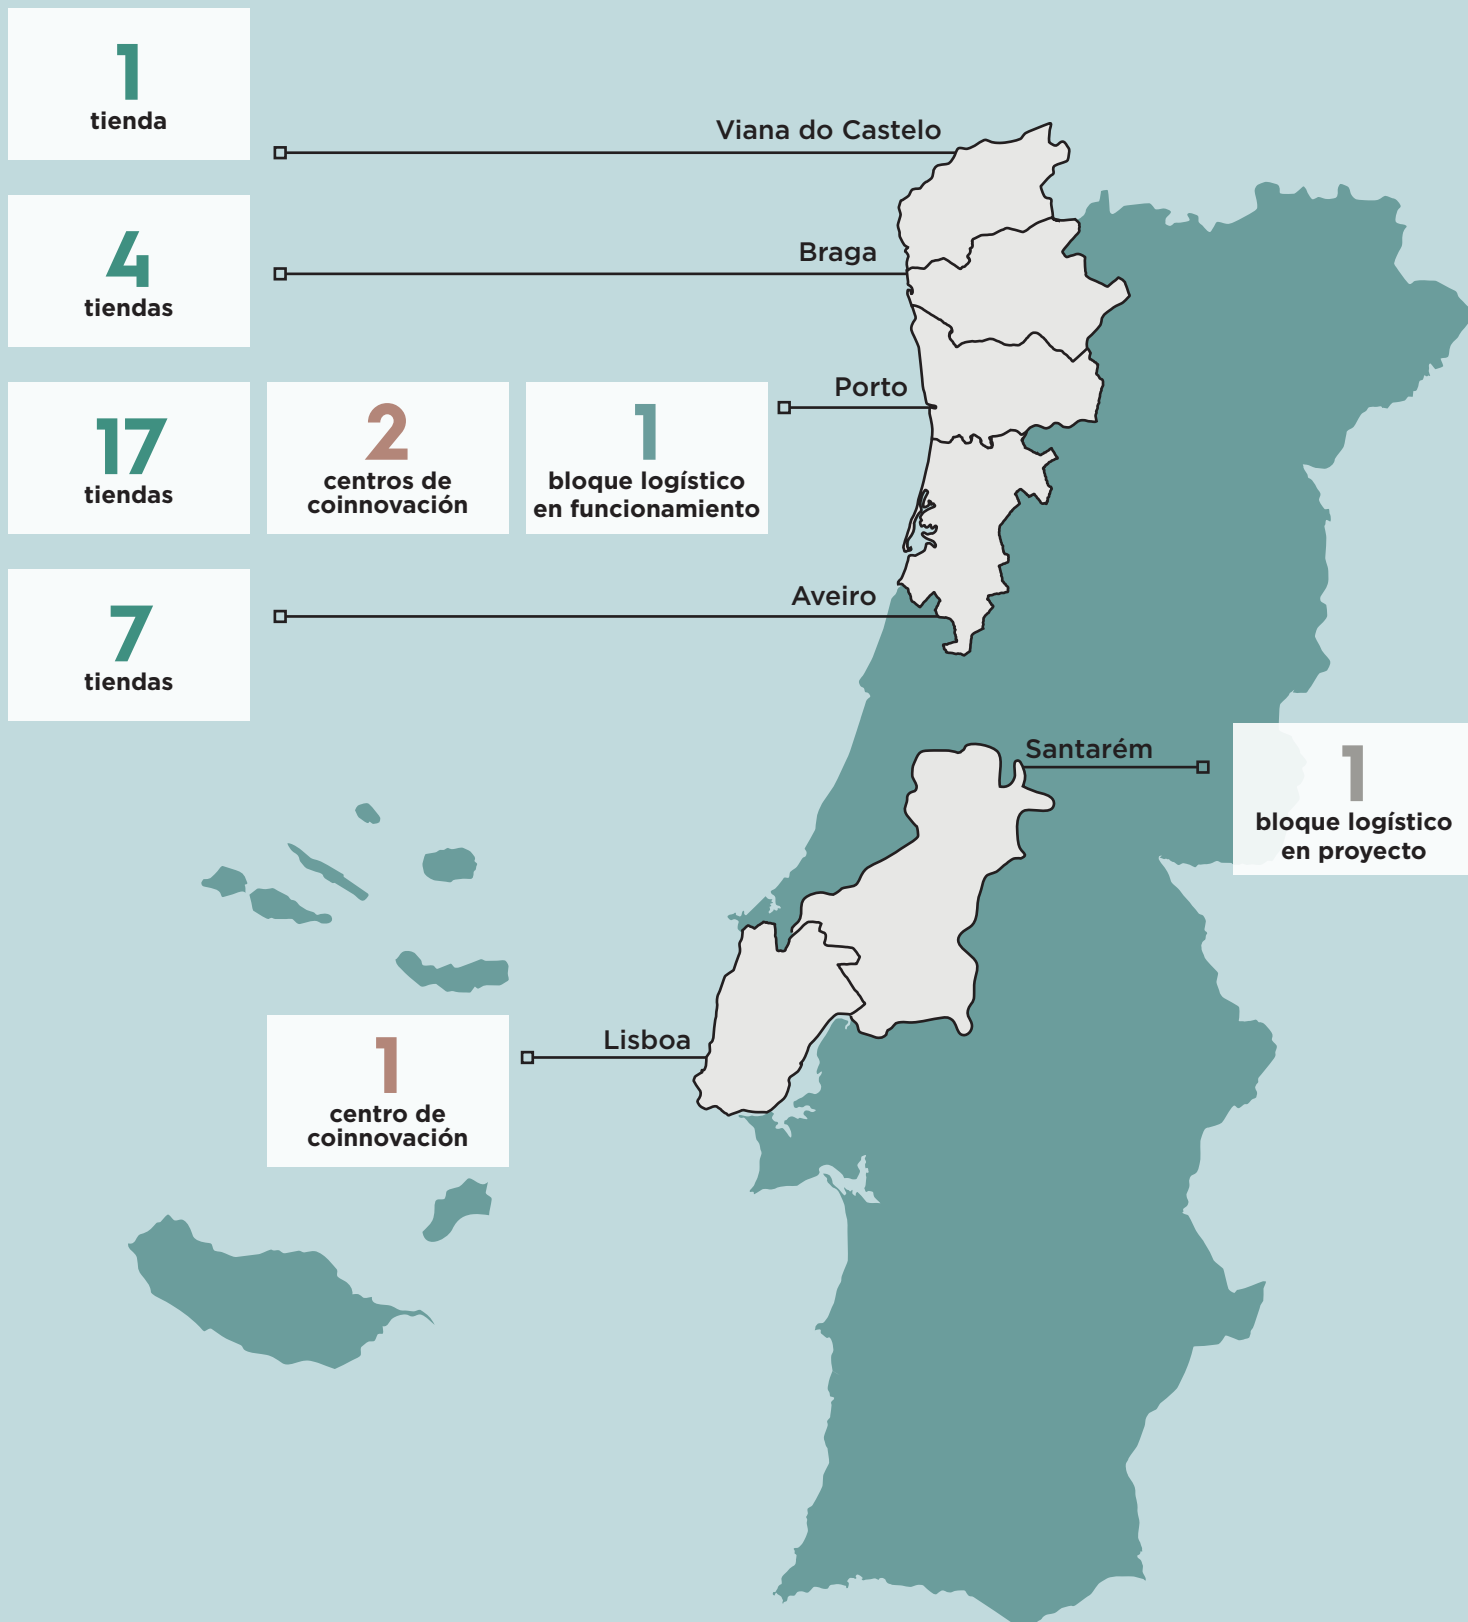 1
tienda
Viana do Castelo
4
tiendas
Braga
17
tiendas
2
centros de
coinnovación
1
bloque logístico
en funcionamiento
Porto
7
tiendas
Aveiro
Santarém
1
bloque logístico
en proyecto
1
centro de
coinnovación
Lisboa